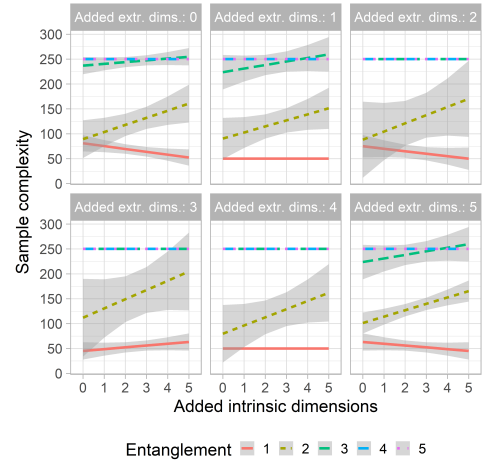 Added extr. dims.: 0 Added extr. dims.: 1 Added extr. dims.: 2
300
250
200
150
100
50
0
Added extr. dims.: 3 Added extr. dims.: 4 Added extr. dims.: 5
300
250
200
150
100
50
0
0 1 2 3 4 5 0 1 2 3 4 5 0 1 2 3 4 5
Sample complexity
Added intrinsic dimensions
Entanglement 1 2 3 4 5